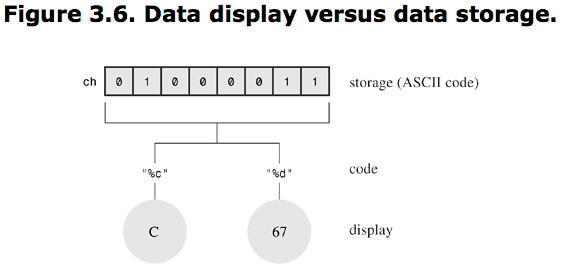 Figure 3.6. Data display versus data storage.
ch 0 1 0 0 0 0 1 1 storage (ASCII code)
"%c" "%d" code
C 67 display